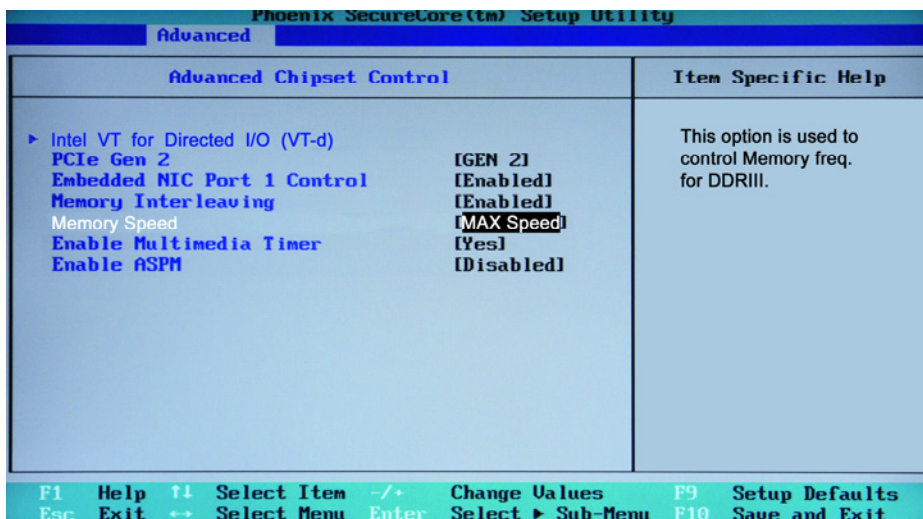 Phoenix SecureCore(tm) Setup Utility
Advanced
Advanced Chipset Control
Item Specific Help
Intel VT for Directed I/O (VT-d)
PCIe Gen 2 [GEN 2]
Embedded NIC Port 1 Control [Enabled]
Memory Interleaving [Enabled]
Memory Speed [MAX Speed]
Enable Multimedia Timer [Yes]
Enable ASPM [Disabled]
This option is used to
control Memory freq.
for DDRIII.
F1 Help ↑↓ Select Item -/+ Change Values F9 Setup Defaults
Esc Exit ↔ Select Menu Enter Select ▶ Sub-Menu F10 Save and Exit